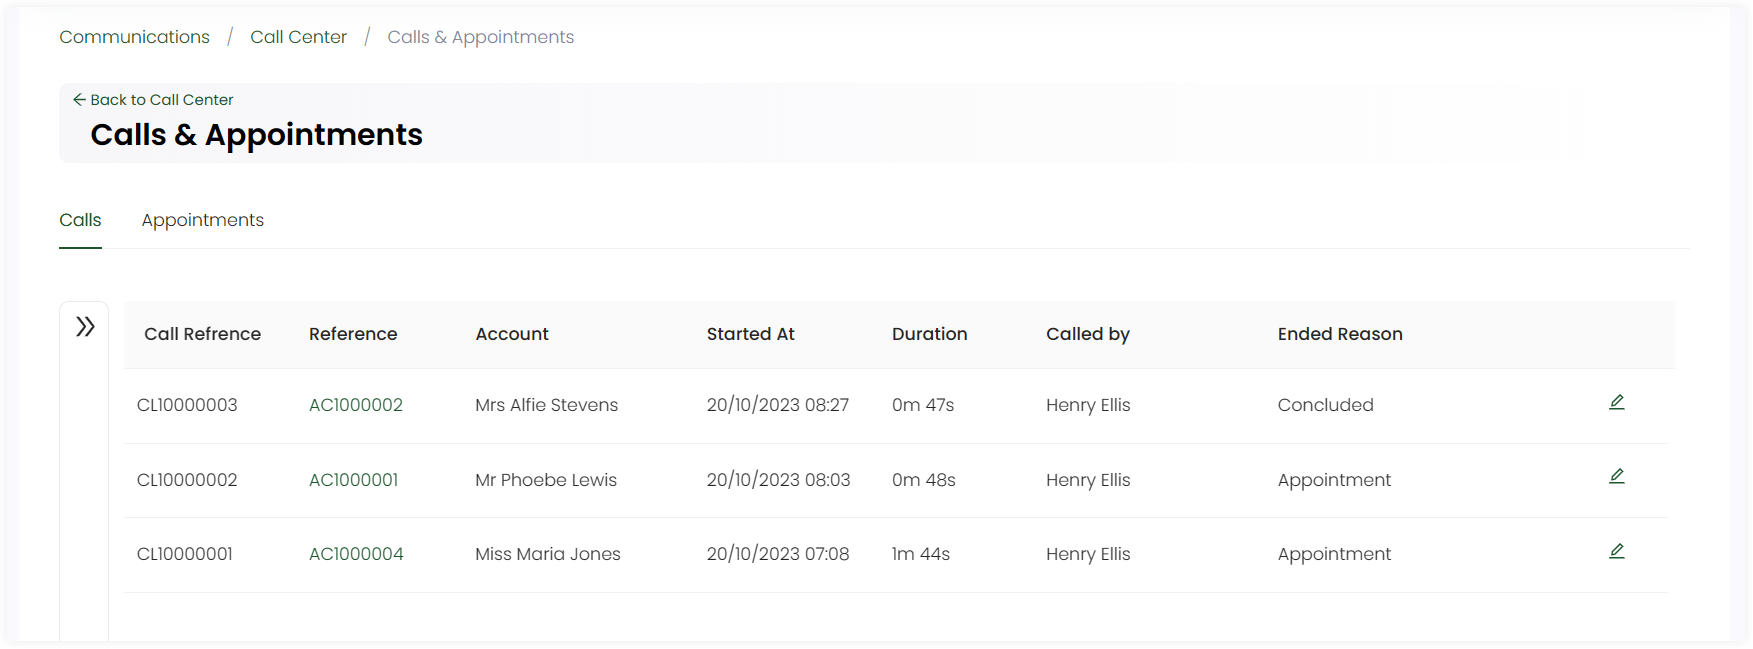 Communications / Call Center / Calls & Appointments
Back to Call Center
Calls & Appointments
Calls Appointments
Call Refrence Reference Account Started At Duration Called by Ended Reason
CL10000003 AC1000002 Mrs Alfie Stevens 20/10/2023 08:27 0m 47s Henry Ellis Concluded
CL10000002 AC1000001 Mr Phoebe Lewis 20/10/2023 08:03 0m 48s Henry Ellis Appointment
CL10000001 AC1000004 Miss Maria Jones 20/10/2023 07:08 1m 44s Henry Ellis Appointment